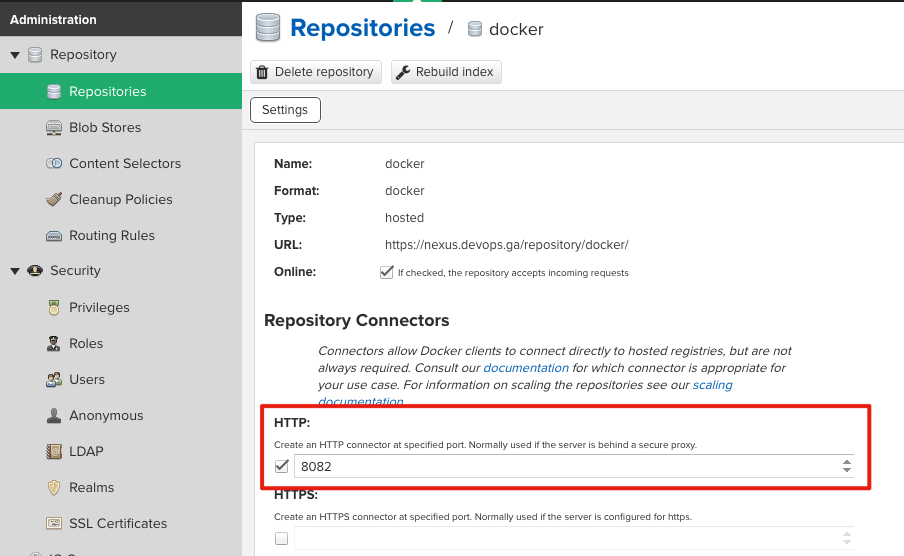 Administration
Repositories / docker
Repository
Delete repository
Rebuild index
Repositories
Settings
Blob Stores
Content Selectors
Cleanup Policies
Routing Rules
Security
Privileges
Roles
Users
Anonymous
LDAP
Realms
SSL Certificates
Name: docker
Format: docker
Type: hosted
URL: https://nexus.devops.ga/repository/docker/
Online: If checked, the repository accepts incoming requests
Repository Connectors
Connectors allow Docker clients to connect directly to hosted registries, but are not
always required. Consult our documentation for which connector is appropriate for
your use case. For information on scaling the repositories see our scaling
documentation.
HTTP:
Create an HTTP connector at specified port. Normally used if the server is behind a secure proxy.
8082
HTTPS:
Create an HTTPS connector at specified port. Normally used if the server is configured for https.